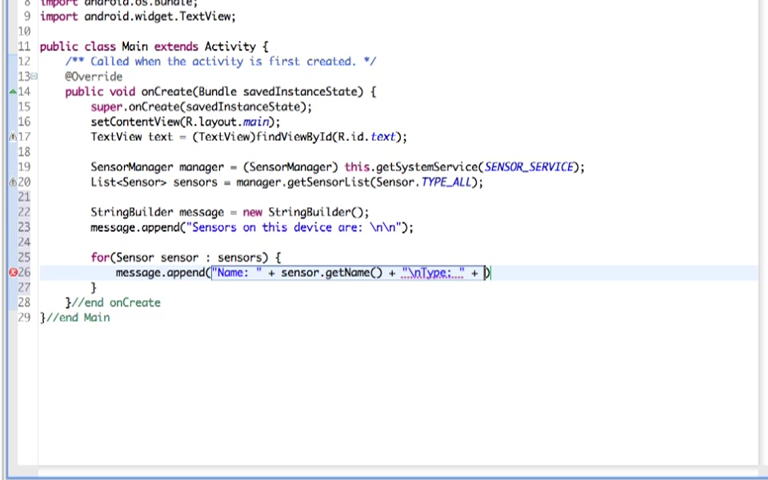 8 import android.os.Bundle;
9 import android.widget.TextView;
10
11 public class Main extends Activity {
12 /** Called when the activity is first created. */
13 @Override
14 public void onCreate(Bundle savedInstanceState) {
15 super.onCreate(savedInstanceState);
16 setContentView(R.layout.main);
17 TextView text = (TextView)findViewById(R.id.text);
18
19 SensorManager manager = (SensorManager) this.getSystemService(SENSOR_SERVICE);
20 List<Sensor> sensors = manager.getSensorList(Sensor.TYPE_ALL);
21
22 StringBuilder message = new StringBuilder();
23 message.append("Sensors on this device are: \n\n");
24
25 for(Sensor sensor : sensors) {
26 message.append("Name: " + sensor.getName() + "\nType: " + )
27 }
28 }//end onCreate
29 }//end Main